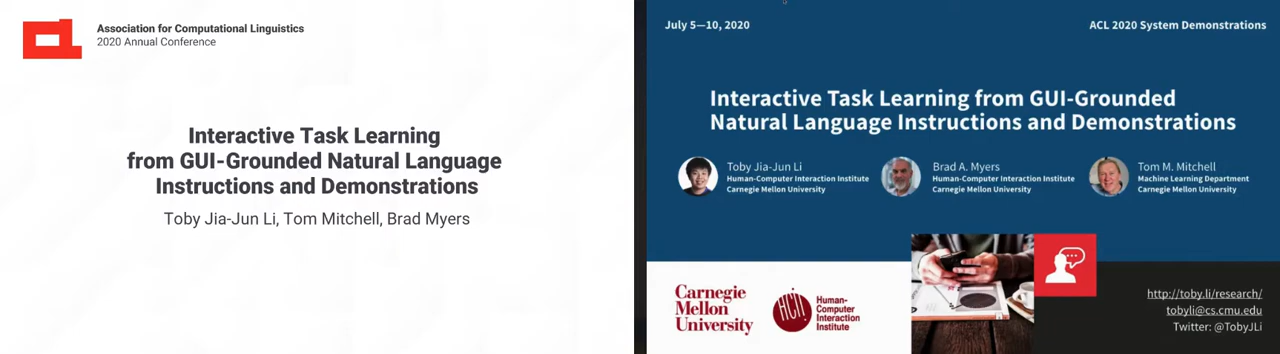 Association for Computational Linguistics
2020 Annual Conference
Interactive Task Learning
from GUI-Grounded Natural Language
Instructions and Demonstrations
Toby Jia-Jun Li, Tom Mitchell, Brad Myers
July 5—10, 2020
ACL 2020 System Demonstrations
Interactive Task Learning from GUI-Grounded
Natural Language Instructions and Demonstrations
Toby Jia-Jun Li
Human-Computer Interaction Institute
Carnegie Mellon University
Brad A. Myers
Human-Computer Interaction Institute
Carnegie Mellon University
Tom M. Mitchell
Machine Learning Department
Carnegie Mellon University
Carnegie
Mellon
University
HCII
Human-
Computer
Interaction
Institute
http://toby.li/research/
tobyli@cs.cmu.edu
Twitter: @TobyJLi